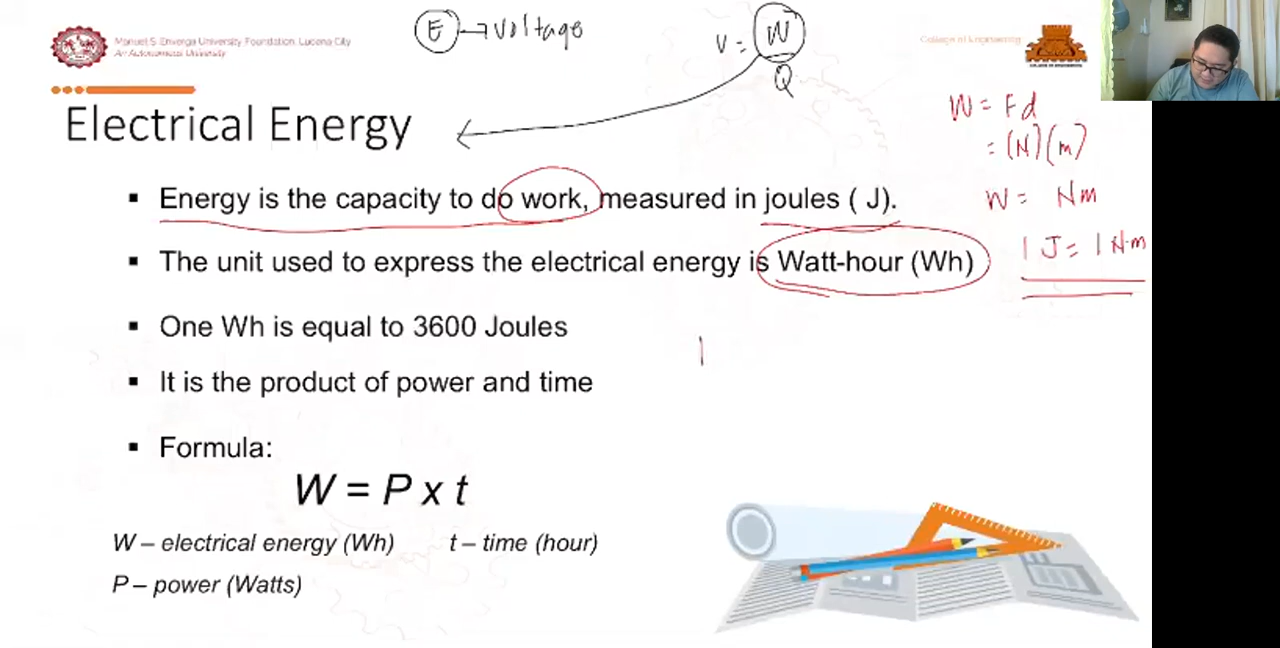 E → voltage
V = W
Q
Manuel S. Enverga University Foundation, Lucena City
An Autonomous University
College of Engineering
W = Fd
= (N)(m)
W = Nm
1 J = 1 N·m
Electrical Energy
▪ Energy is the capacity to do work, measured in joules ( J).
▪ The unit used to express the electrical energy is Watt-hour (Wh)
▪ One Wh is equal to 3600 Joules
▪ It is the product of power and time
▪ Formula:
W = P x t
W – electrical energy (Wh) t – time (hour)
P – power (Watts)